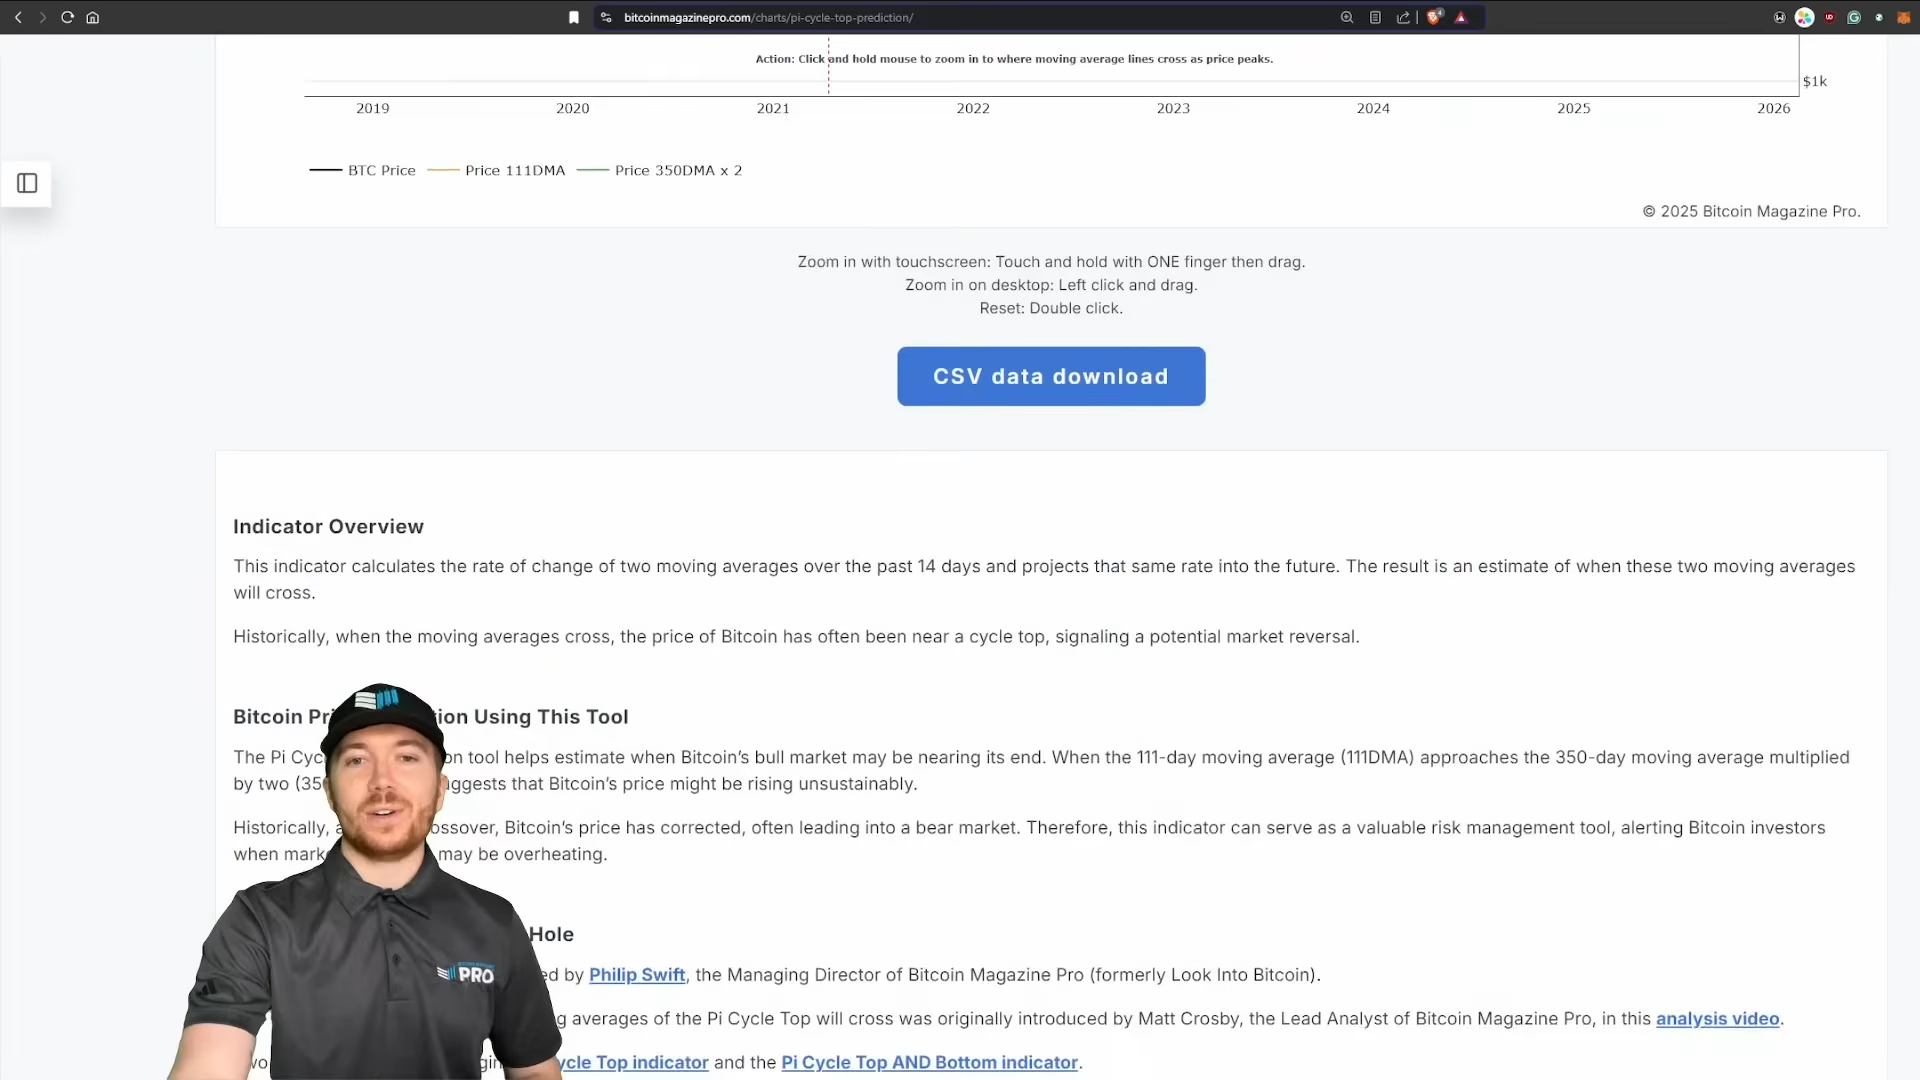 bitcoinmagazinepro.com/charts/pi-cycle-top-prediction/
Action: Click and hold mouse to zoom in to where moving average lines cross as price peaks.
$1k
2019 2020 2021 2022 2023 2024 2025 2026
BTC Price Price 111DMA Price 350DMA x 2
© 2025 Bitcoin Magazine Pro.
Zoom in with touchscreen: Touch and hold with ONE finger then drag.
Zoom in on desktop: Left click and drag.
Reset: Double click.
CSV data download
Indicator Overview
This indicator calculates the rate of change of two moving averages over the past 14 days and projects that same rate into the future. The result is an estimate of when these two moving averages
will cross.
Historically, when the moving averages cross, the price of Bitcoin has often been near a cycle top, signaling a potential market reversal.
Bitcoin Pr ion Using This Tool
The Pi Cyc on tool helps estimate when Bitcoin's bull market may be nearing its end. When the 111-day moving average (111DMA) approaches the 350-day moving average multiplied
by two (35 ggests that Bitcoin's price might be rising unsustainably.
Historically, a ossover, Bitcoin's price has corrected, often leading into a bear market. Therefore, this indicator can serve as a valuable risk management tool, alerting Bitcoin investors
when mark may be overheating.
Hole
ed by Philip Swift, the Managing Director of Bitcoin Magazine Pro (formerly Look Into Bitcoin).
PRO
g averages of the Pi Cycle Top will cross was originally introduced by Matt Crosby, the Lead Analyst of Bitcoin Magazine Pro, in this analysis video.
wo gin ycle Top indicator and the Pi Cycle Top AND Bottom indicator.